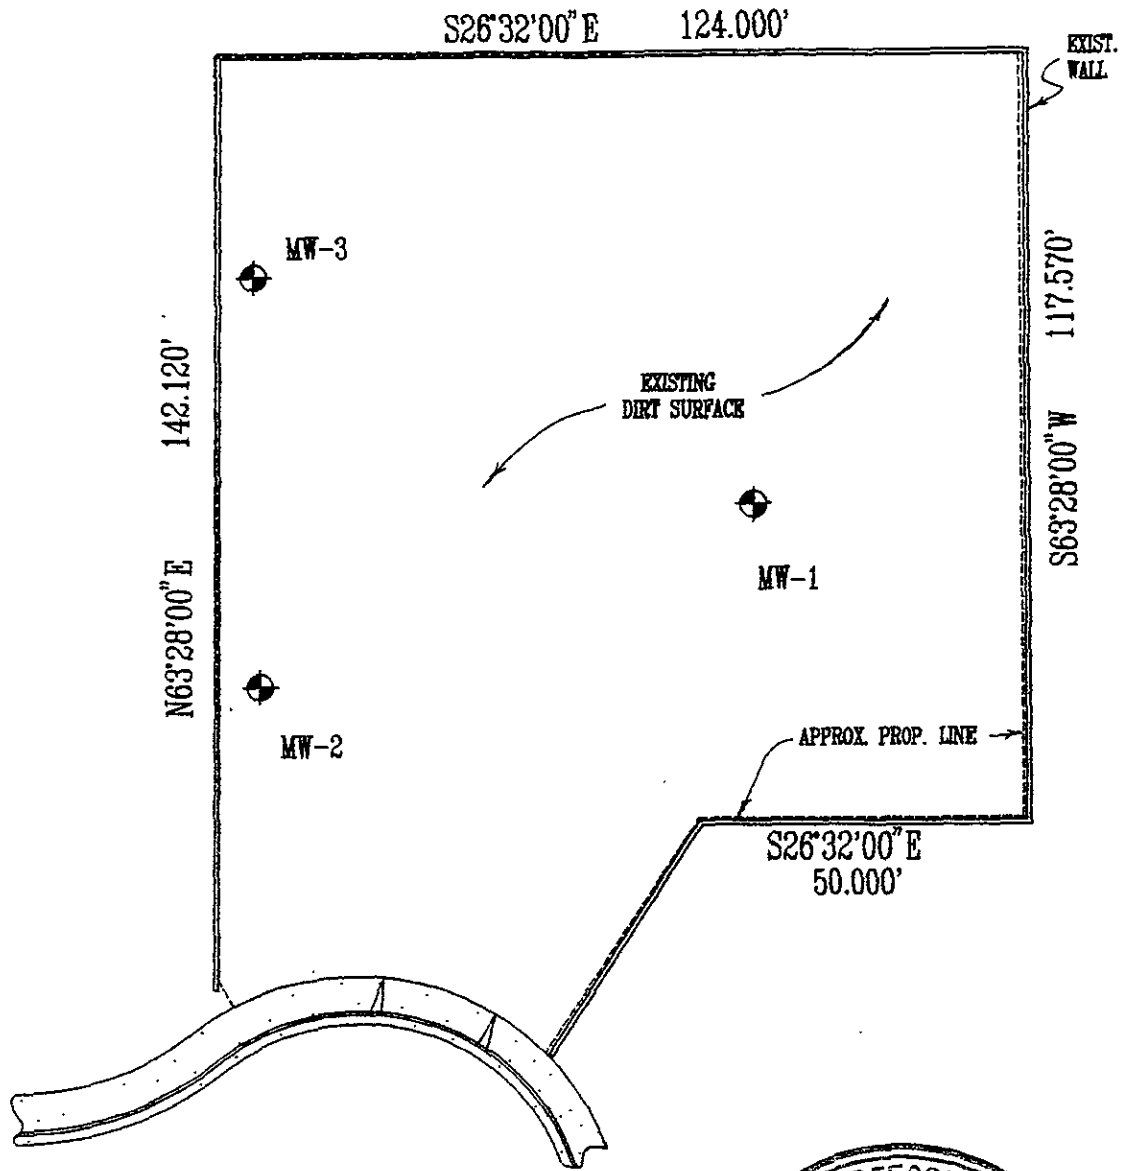 S26°32'00"E 124.000'
EXIST.
WALL
MW-3
117.570'
142.120'
EXISTING
DIRT SURFACE
S63°28'00"W
MW-1
N63°28'00"E
MW-2
APPROX. PROP. LINE
S26°32'00"E
50.000'